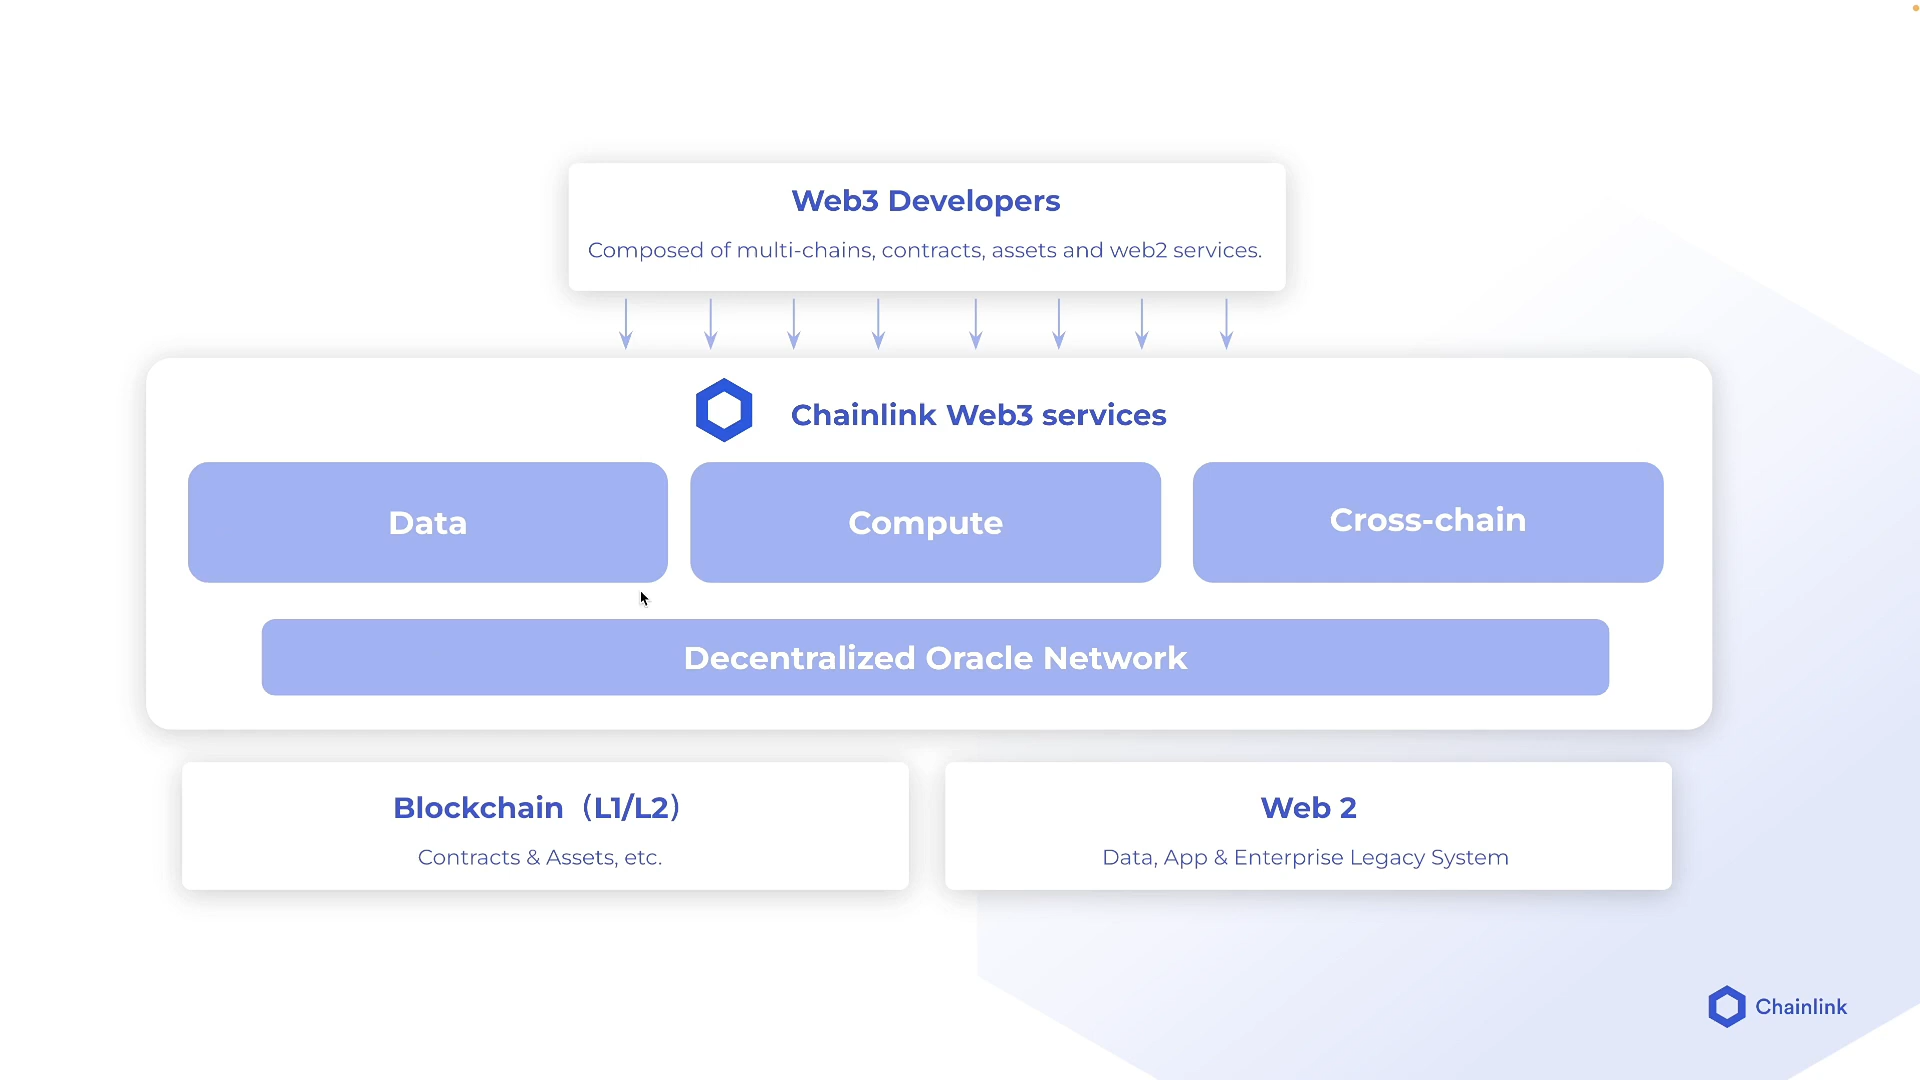 Web3 Developers
Composed of multi-chains, contracts, assets and web2 services.
Chainlink Web3 services
Data
Compute
Cross-chain
Decentralized Oracle Network
Blockchain（L1/L2）
Contracts & Assets, etc.
Web 2
Data, App & Enterprise Legacy System
Chainlink